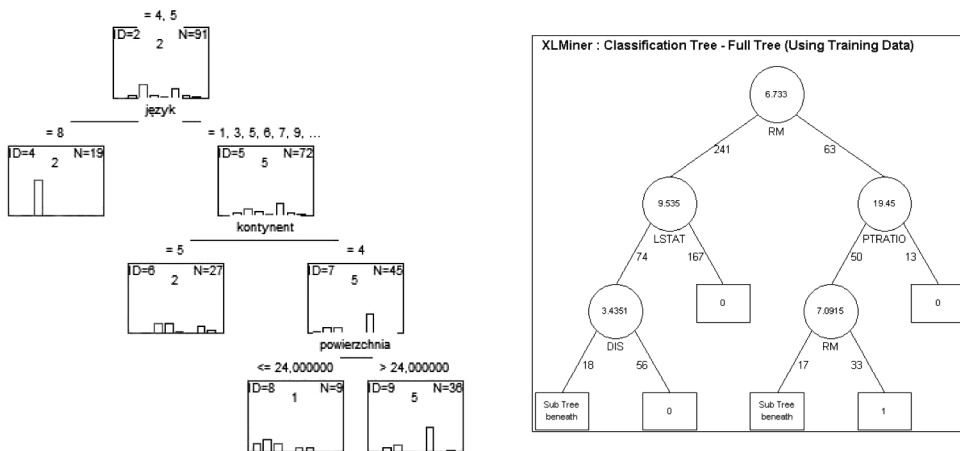 = 4, 5
ID=2 N=91
2
język
= 8
= 1, 3, 5, 6, 7, 9, ...
ID=4 N=19
2
ID=5 N=72
5
kontynent
= 5
= 4
ID=6 N=27
2
ID=7 N=45
5
powierzchnia
<= 24,000000
> 24,000000
ID=8 N=9
1
ID=9 N=36
5
XLMiner : Classification Tree - Full Tree (Using Training Data)
6.733
RM
241
63
9.535
LSTAT
19.45
PTRATIO
74
167
50
13
3.4351
DIS
0
7.0915
RM
0
18
56
17
33
Sub Tree
beneath
0
Sub Tree
beneath
1